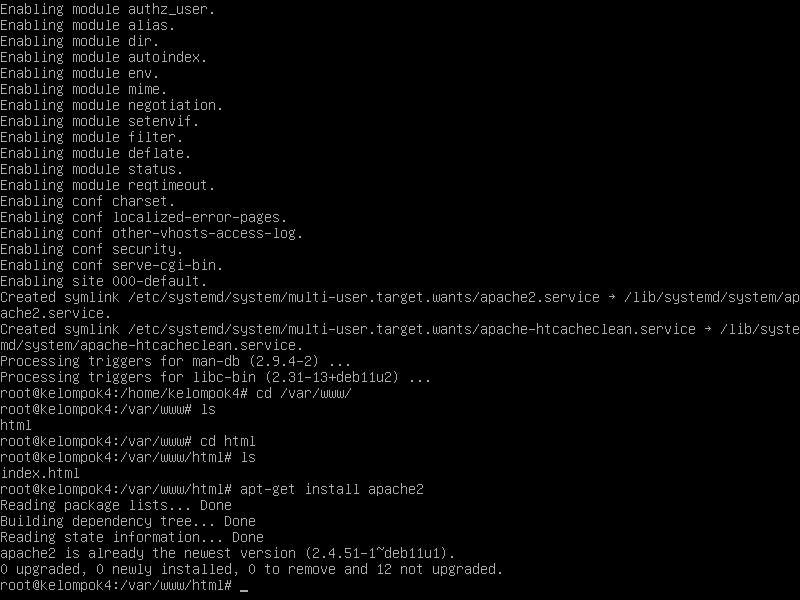 Enabling module authz_user.
Enabling module alias.
Enabling module dir.
Enabling module autoindex.
Enabling module env.
Enabling module mime.
Enabling module negotiation.
Enabling module setenvif.
Enabling module filter.
Enabling module deflate.
Enabling module status.
Enabling module reqtimeout.
Enabling conf charset.
Enabling conf localized-error-pages.
Enabling conf other-vhosts-access-log.
Enabling conf security.
Enabling conf serve-cgi-bin.
Enabling site 000-default.
Created symlink /etc/systemd/system/multi-user.target.wants/apache2.service → /lib/systemd/system/ap
ache2.service.
Created symlink /etc/systemd/system/multi-user.target.wants/apache-htcacheclean.service → /lib/syste
md/system/apache-htcacheclean.service.
Processing triggers for man-db (2.9.4-2) ...
Processing triggers for libc-bin (2.31-13+deb11u2) ...
root@kelompok4:/home/kelompok4# cd /var/www/
root@kelompok4:/var/www# ls
html
root@kelompok4:/var/www# cd html
root@kelompok4:/var/www/html# ls
index.html
root@kelompok4:/var/www/html# apt-get install apache2
Reading package lists... Done
Building dependency tree... Done
Reading state information... Done
apache2 is already the newest version (2.4.51-1~deb11u1).
0 upgraded, 0 newly installed, 0 to remove and 12 not upgraded.
root@kelompok4:/var/www/html# _